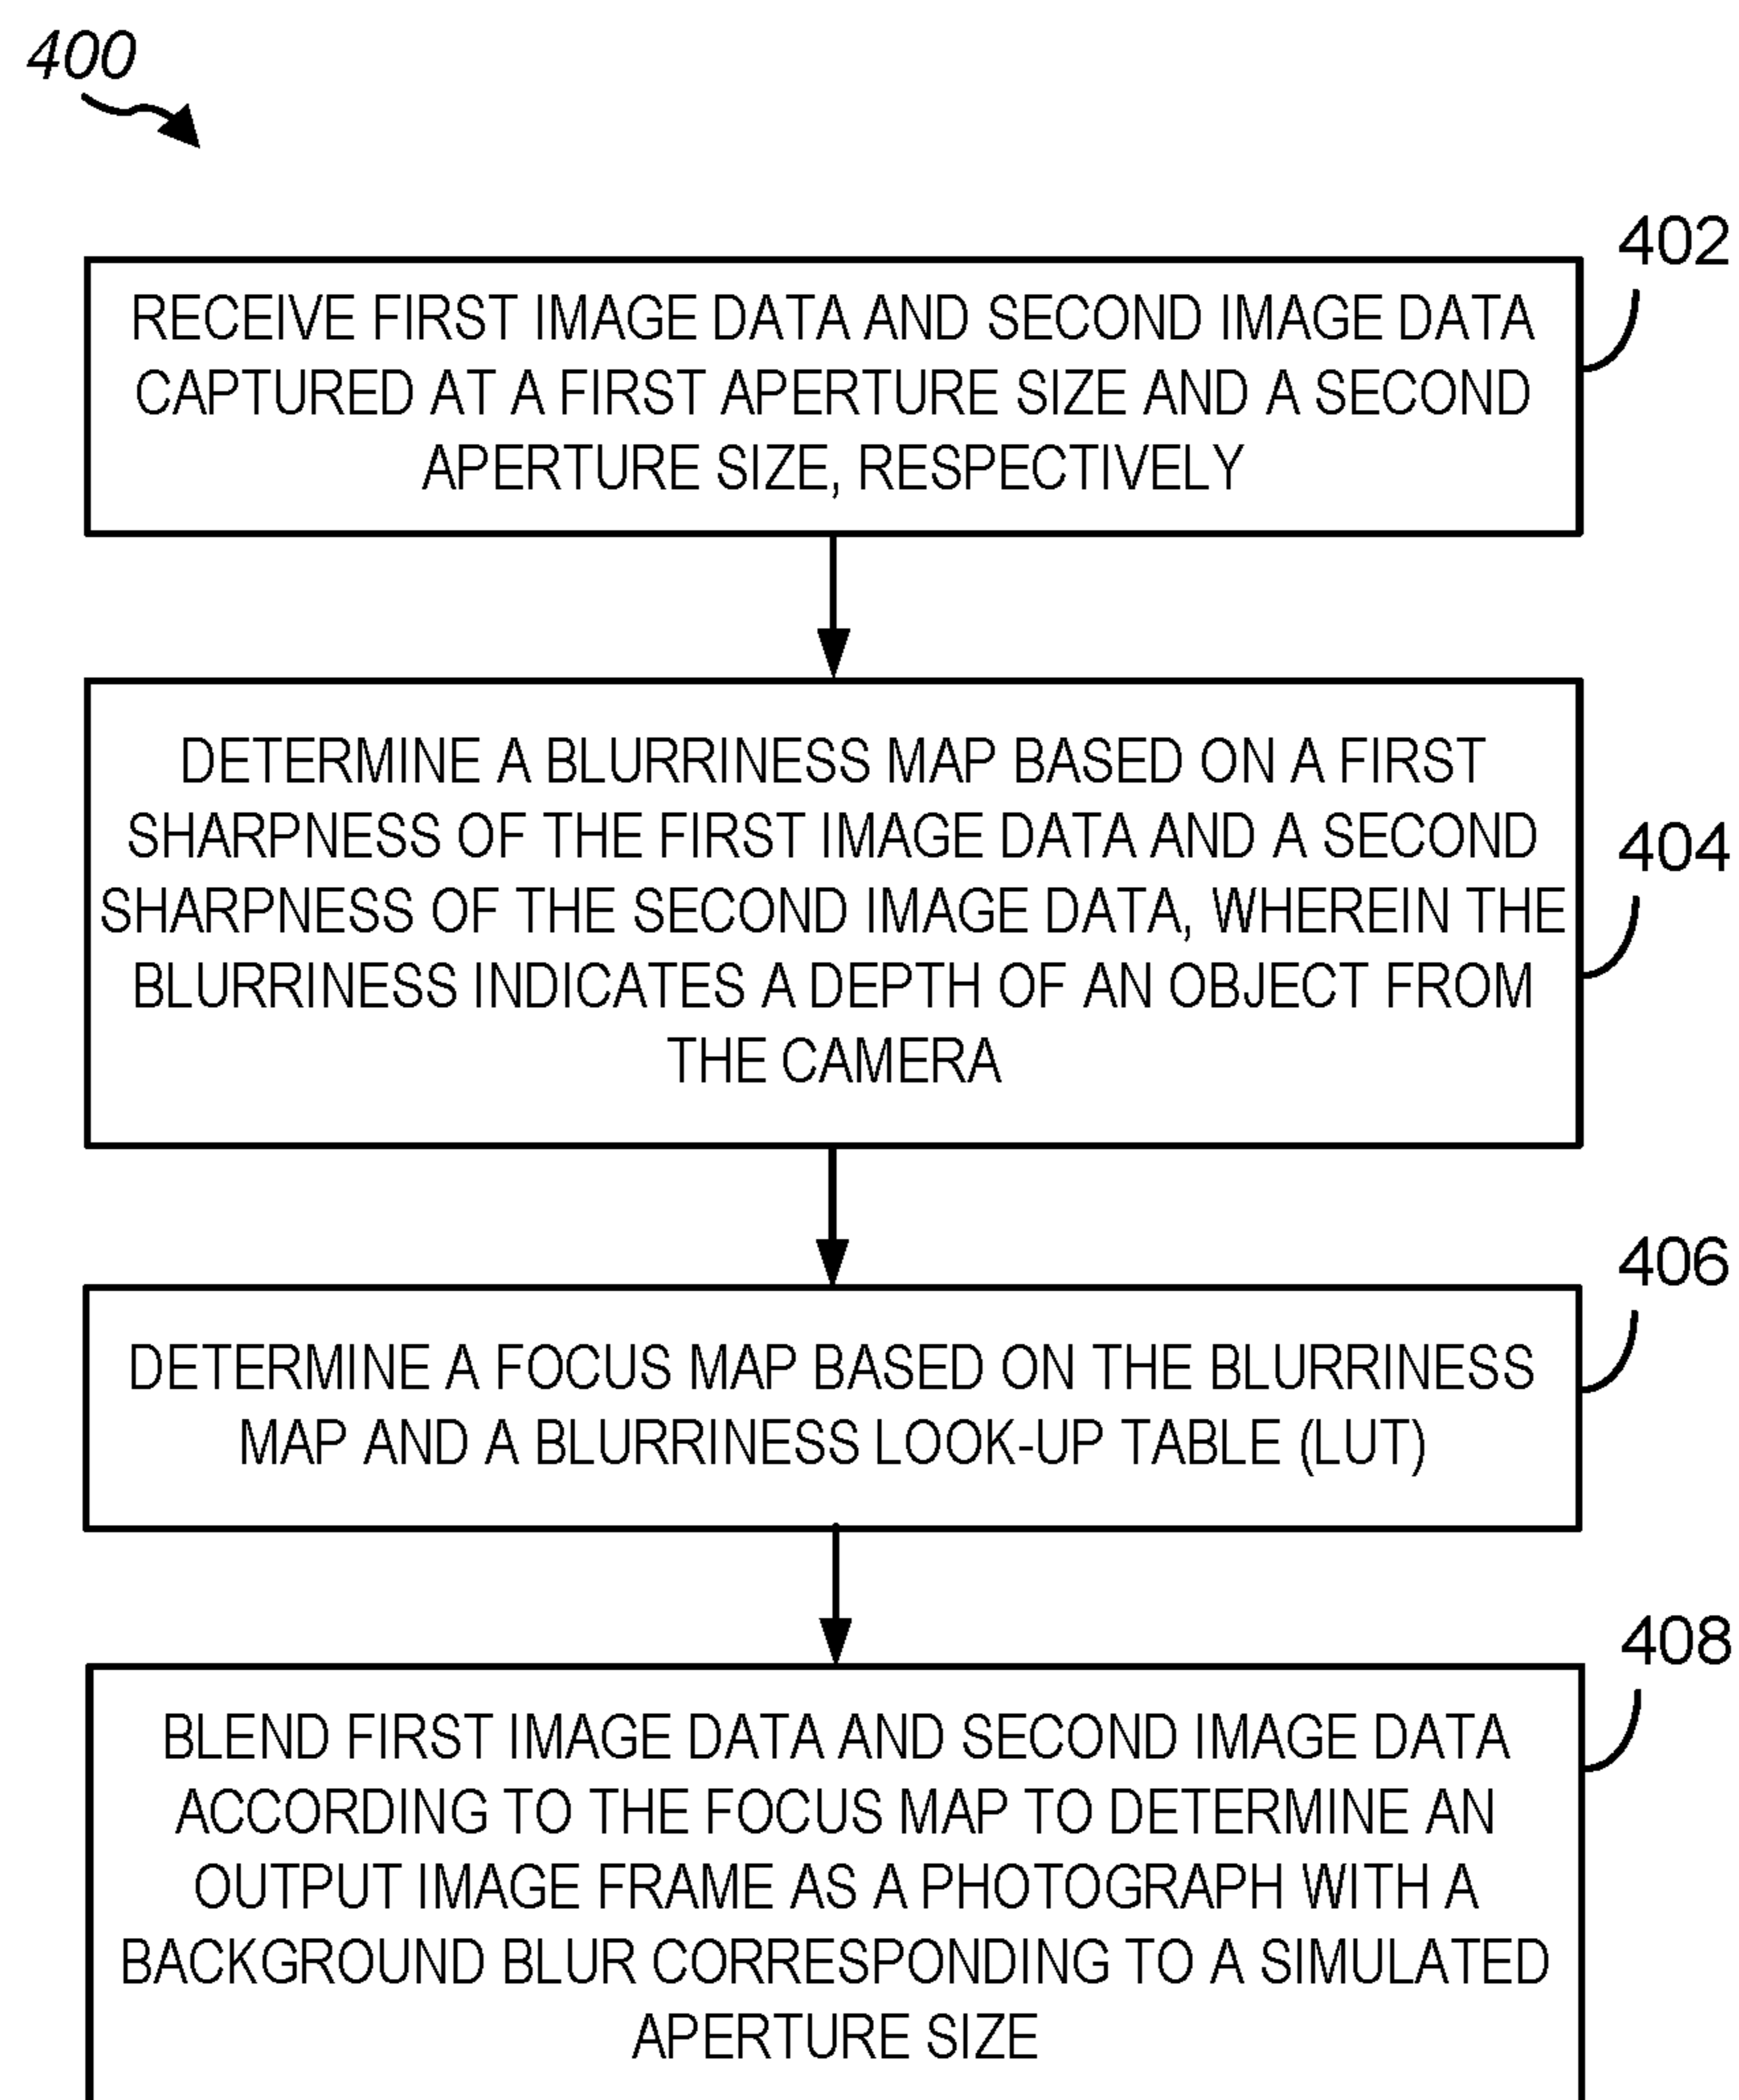 400
402
RECEIVE FIRST IMAGE DATA AND SECOND IMAGE DATA
CAPTURED AT A FIRST APERTURE SIZE AND A SECOND
APERTURE SIZE, RESPECTIVELY
DETERMINE A BLURRINESS MAP BASED ON A FIRST
SHARPNESS OF THE FIRST IMAGE DATA AND A SECOND
404
SHARPNESS OF THE SECOND IMAGE DATA, WHEREIN THE
BLURRINESS INDICATES A DEPTH OF AN OBJECT FROM
THE CAMERA
406
DETERMINE A FOCUS MAP BASED ON THE BLURRINESS
MAP AND A BLURRINESS LOOK-UP TABLE (LUT)
408
BLEND FIRST IMAGE DATA AND SECOND IMAGE DATA
ACCORDING TO THE FOCUS MAP TO DETERMINE AN
OUTPUT IMAGE FRAME AS A PHOTOGRAPH WITH A
BACKGROUND BLUR CORRESPONDING TO A SIMULATED
APERTURE SIZE